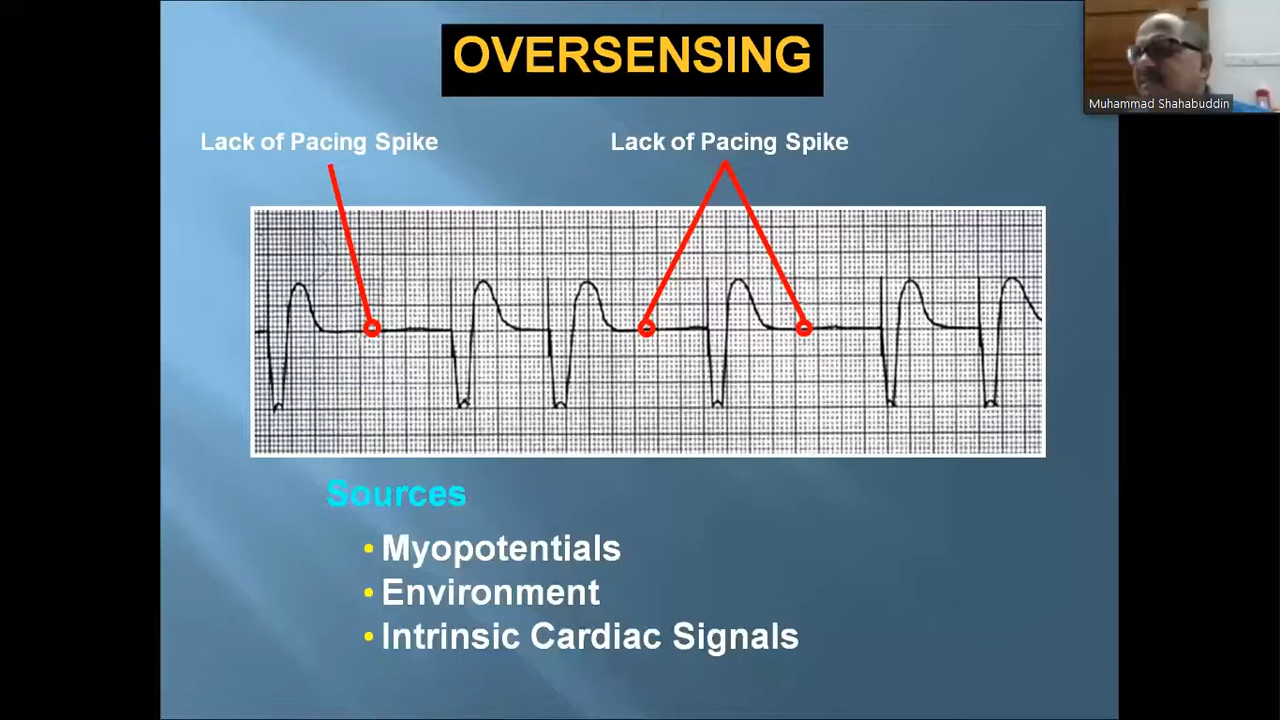 OVERSENSING
Muhammad Shahabuddin
Lack of Pacing Spike
Lack of Pacing Spike
Sources
• Myopotentials
• Environment
• Intrinsic Cardiac Signals